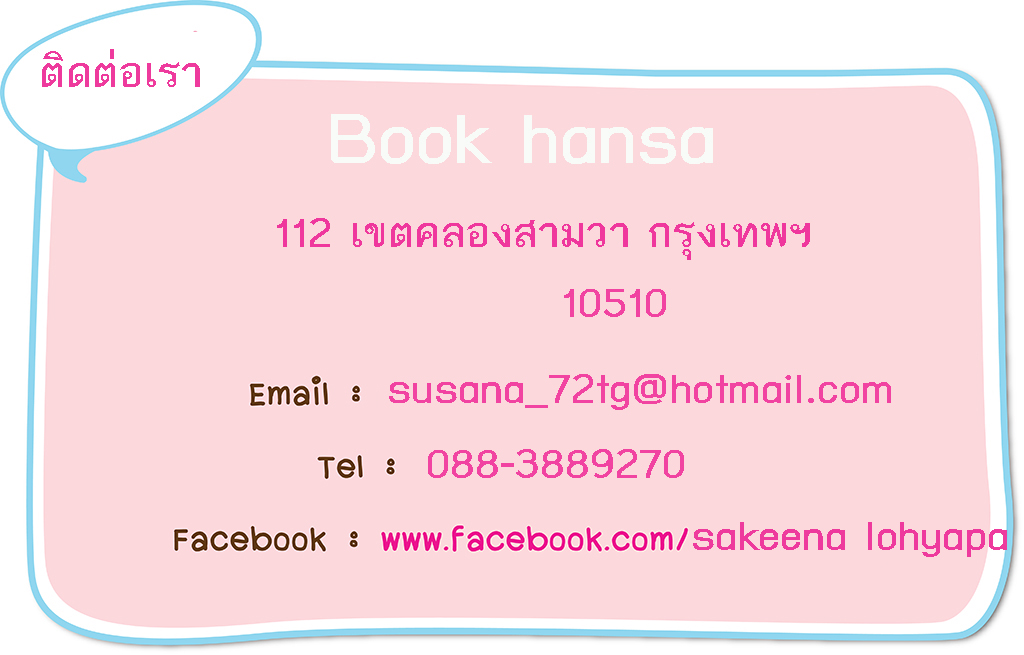 ติดต่อเรา
Book hansa
112 เขตคลองสามวา กรุงเทพฯ
10510
Email : susana_72tg@hotmail.com
Tel : 088-3889270
Facebook : www.facebook.com/sakeena lohyapa